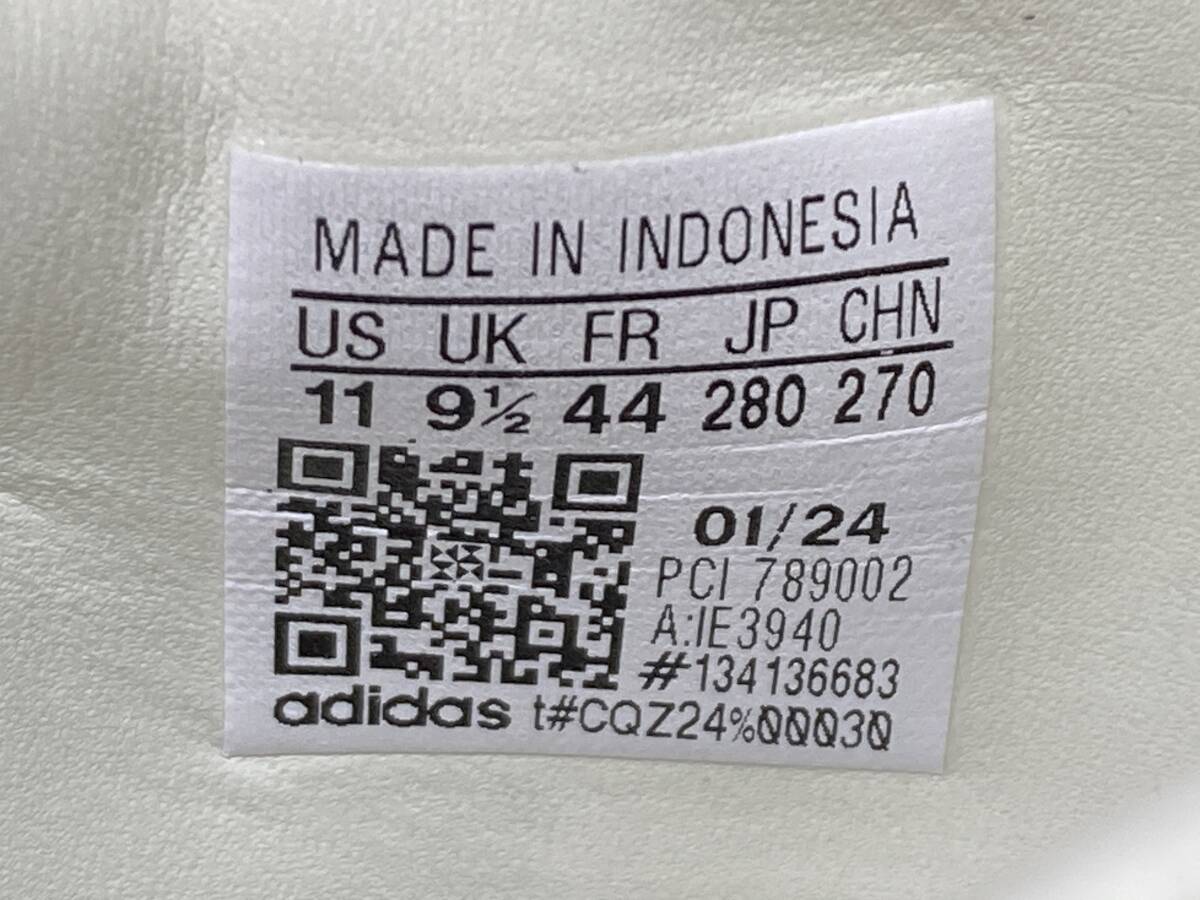 MADE IN INDONESIA
US UK FR JP CHN
11 9½ 44 280 270
01/24
PCI 789002
A:IE3940
#134136683
adidas t#CQZ24%00030